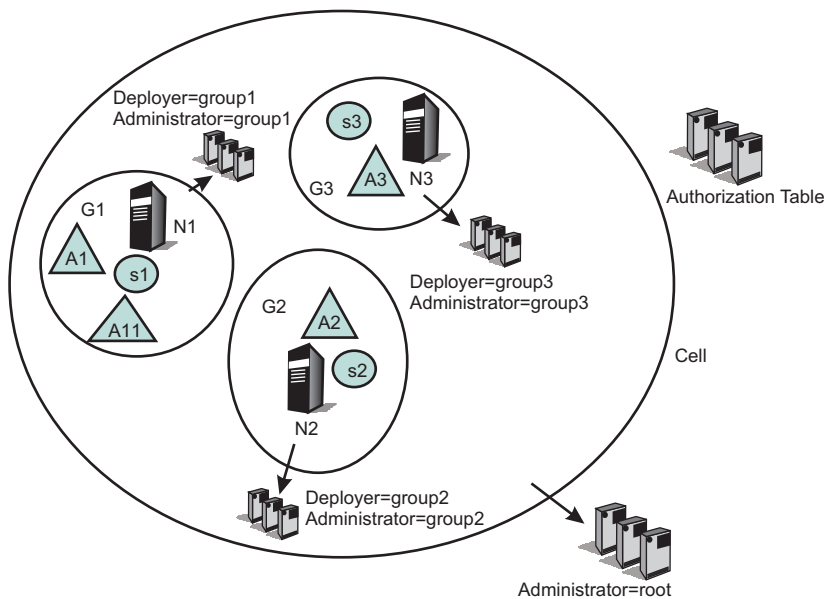 Deployer=group1
Administrator=group1
s3
A3
G3
N3
Authorization Table
G1
N1
A1
s1
A11
Deployer=group3
Administrator=group3
G2
A2
s2
N2
Cell
Deployer=group2
Administrator=group2
Administrator=root